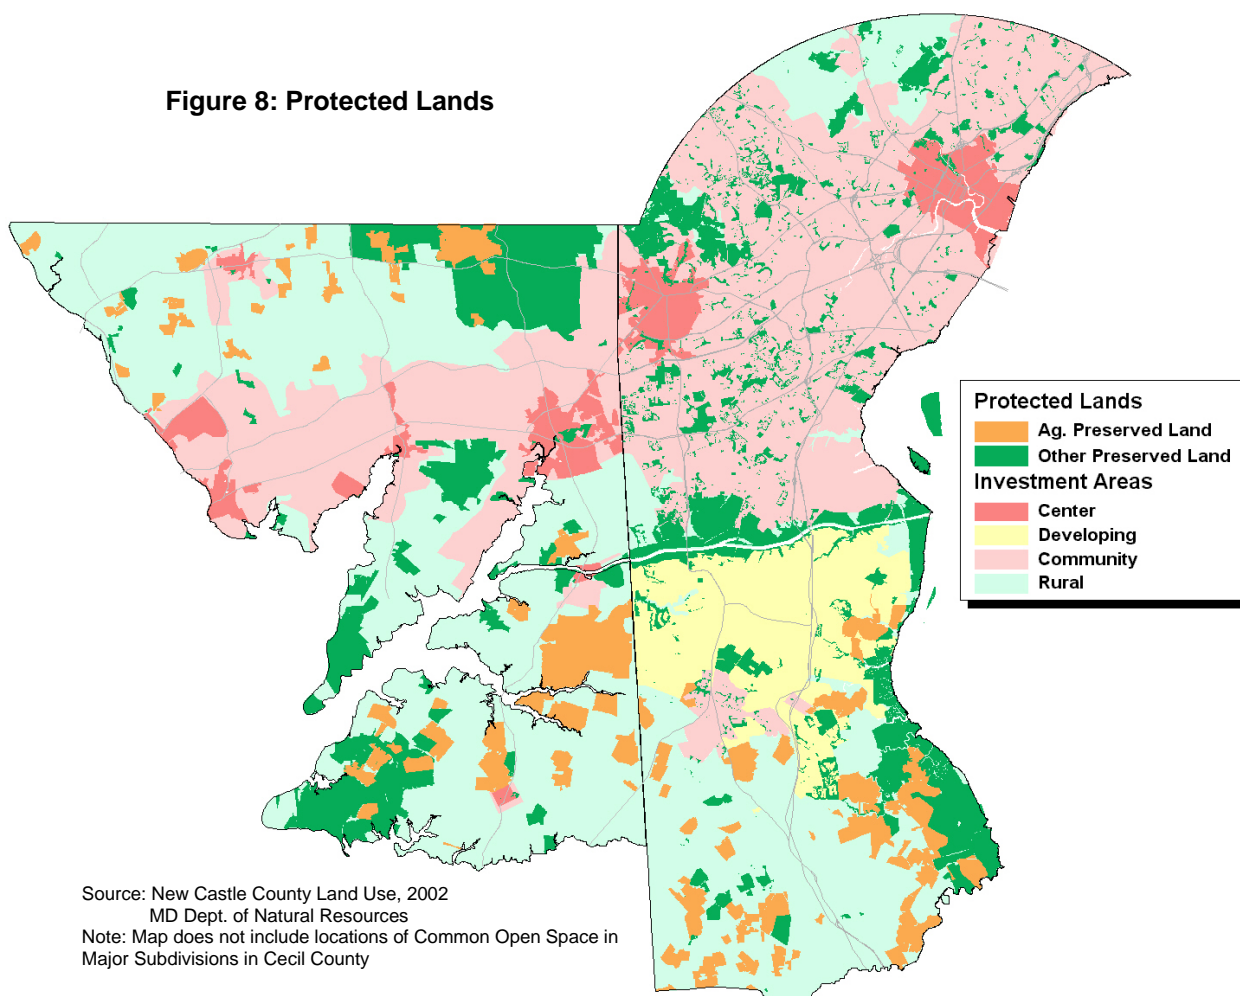 Figure 8: Protected Lands
Protected Lands
Ag. Preserved Land
Other Preserved Land
Investment Areas
Center
Developing
Community
Rural
Source: New Castle County Land Use, 2002
MD Dept. of Natural Resources
Note: Map does not include locations of Common Open Space in
Major Subdivisions in Cecil County